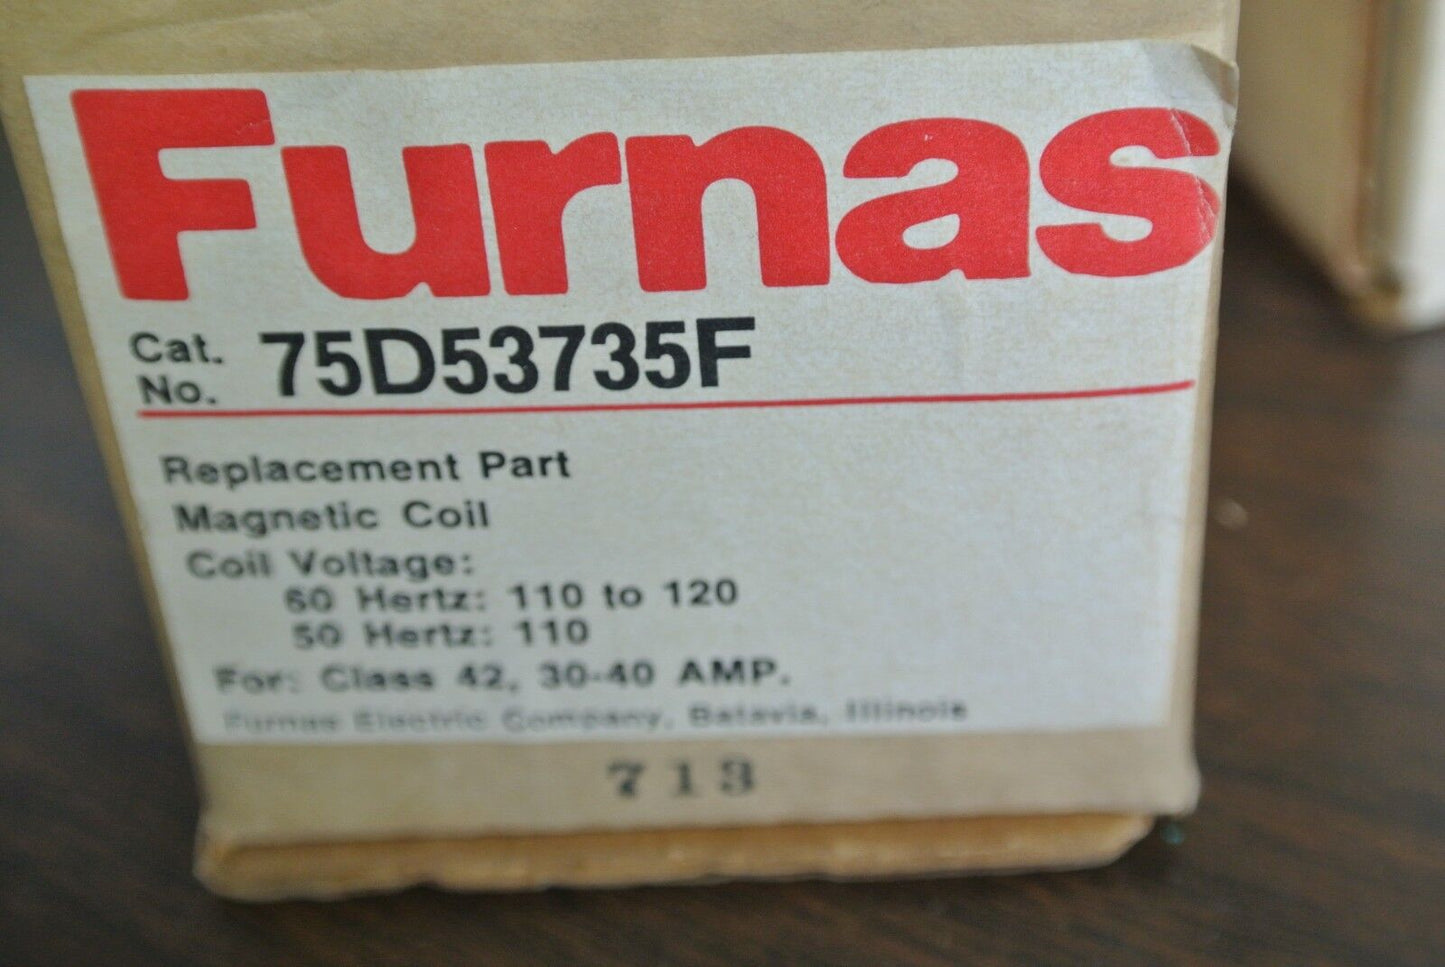 Furnas
Cat. No. 75D53735F
Replacement Part
Magnetic Coil
Coil Voltage:
60 Hertz: 110 to 120
50 Hertz: 110
For: Class 42, 30-40 AMP.
Furnas Electric Company, Batavia, Illinois
713